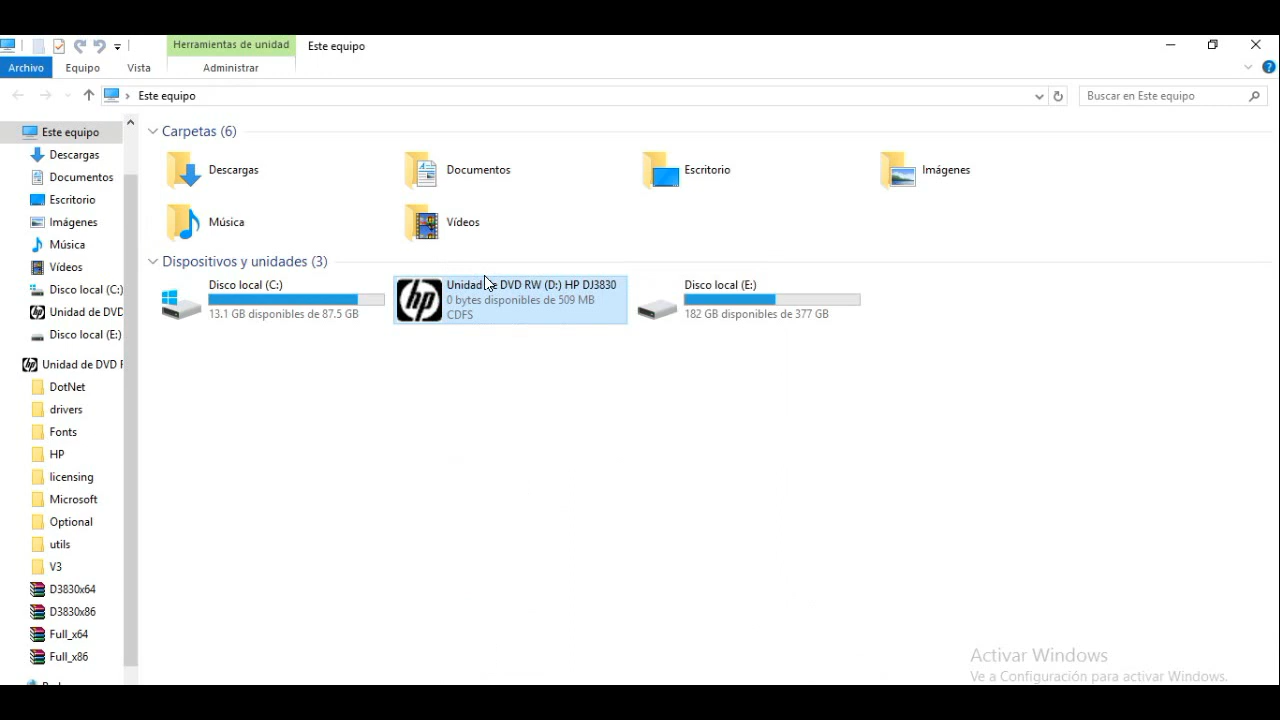 Herramientas de unidad
Este equipo
Archivo
Equipo
Vista
Administrar
Este equipo
Buscar en Este equipo
Este equipo
Descargas
Documentos
Escritorio
Imágenes
Música
Vídeos
Disco local (C:)
Unidad de DVD
Disco local (E:)
Unidad de DVD
DotNet
drivers
Fonts
HP
licensing
Microsoft
Optional
utils
V3
D3830x64
D3830x86
Full_x64
Full_x86
Carpetas (6)
Descargas
Documentos
Escritorio
Imágenes
Música
Vídeos
Dispositivos y unidades (3)
Disco local (C:)
13.1 GB disponibles de 87.5 GB
hp
Unidad de DVD RW (D:) HP DJ3830
0 bytes disponibles de 509 MB
CDFS
Disco local (E:)
182 GB disponibles de 377 GB
Activar Windows
Ve a Configuración para activar Windows.